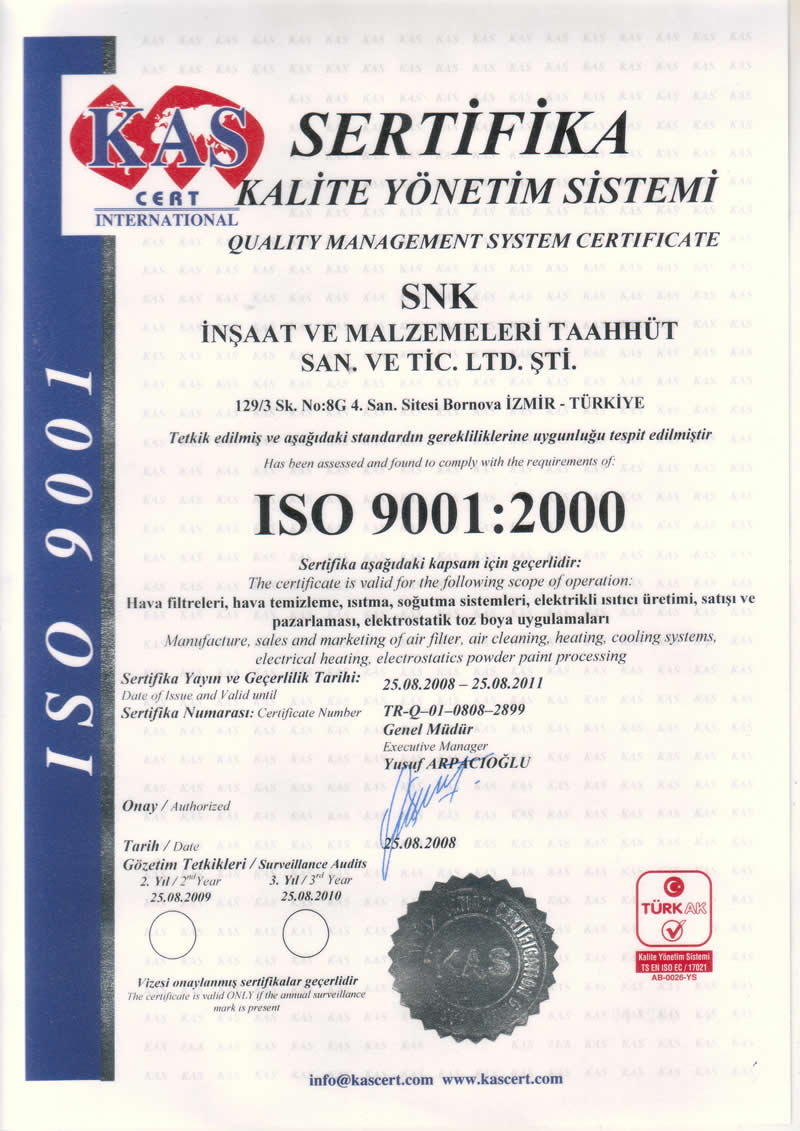 KAS
CERT
INTERNATIONAL
SERTİFİKA
KALİTE YÖNETİM SİSTEMİ
QUALITY MANAGEMENT SYSTEM CERTIFICATE
SNK
İNŞAAT VE MALZEMELERİ TAAHHÜT
SAN. VE TİC. LTD. ŞTİ.
129/3 Sk. No:8G 4. San. Sitesi Bornova İZMİR - TÜRKİYE
Tetkik edilmiş ve aşağıdaki standardın gerekliliklerine uygunluğu tespit edilmiştir
Has been assessed and found to comply with the requirements of:
ISO 9001:2000
ISO 9001
Sertifika aşağıdaki kapsam için geçerlidir:
The certificate is valid for the following scope of operation:
Hava filtreleri, hava temizleme, ısıtma, soğutma sistemleri, elektrikli ısıtıcı üretimi, satışı ve
pazarlaması, elektrostatik toz boya uygulamaları
Manufacture, sales and marketing of air filter, air cleaning, heating, cooling systems,
electrical heating, electrostatics powder paint processing
Sertifika Yayın ve Geçerlilik Tarihi: 25.08.2008 – 25.08.2011
Date of Issue and Valid until
Sertifika Numarası: Certificate Number TR-Q–01–0808–2899
Genel Müdür
Executive Manager
Yusuf ARPACIOĞLU
Onay / Authorized
Tarih / Date 25.08.2008
Gözetim Tetkikleri / Surveillance Audits
2. Yıl / 2nd Year 3. Yıl / 3rd Year
25.08.2009 25.08.2010
KAS
TÜRKAK
Kalite Yönetim Sistemi
TS EN ISO EC / 17021
AB-0026-YS
Vizesi onaylanmış sertifikalar geçerlidir
The certificate is valid ONLY if the annual surveillance
mark is present
info@kascert.com www.kascert.com